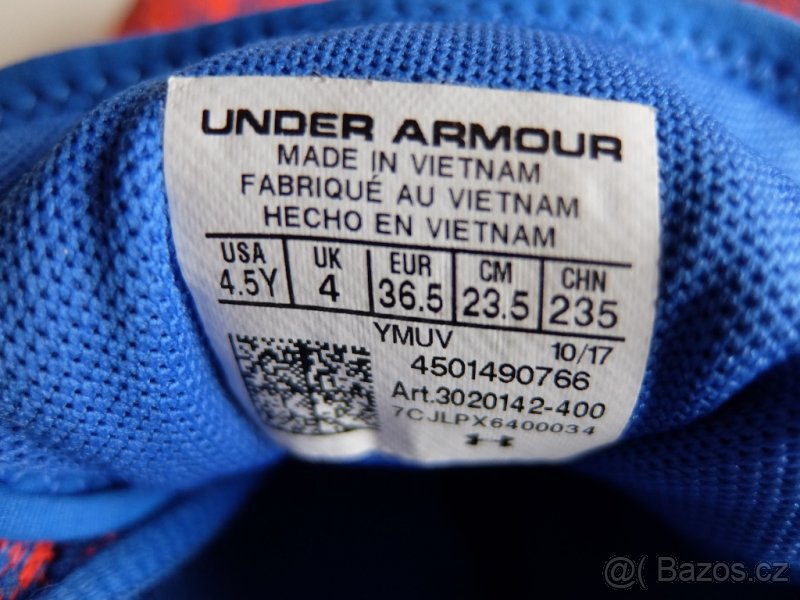 UNDER ARMOUR
MADE IN VIETNAM
FABRIQUÉ AU VIETNAM
HECHO EN VIETNAM
USA UK EUR CM CHN
4.5Y 4 36.5 23.5 235
YMUV 10/17
4501490766
Art.3020142-400
7CJLPX6400034
@ Bazos.cz